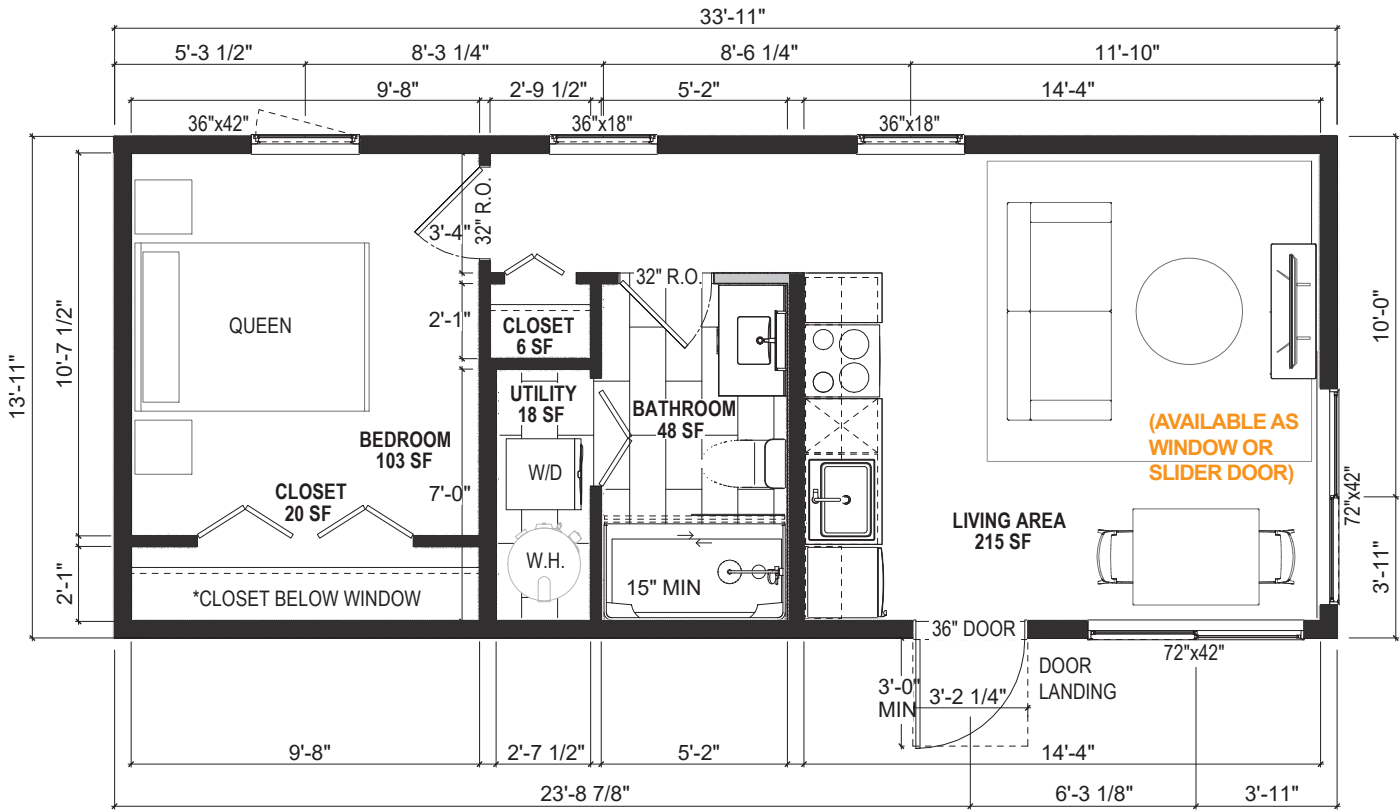 33'-11"
5'-3 1/2"
8'-3 1/4"
8'-6 1/4"
11'-10"
9'-8"
2'-9 1/2"
5'-2"
14'-4"
36"x42"
36"x18"
36"x18"
13'-11"
10'-7 1/2"
2'-1"
QUEEN
BEDROOM
103 SF
CLOSET
20 SF
*CLOSET BELOW WINDOW
32" R.O.
3'-4"
2'-1"
7'-0"
CLOSET
6 SF
UTILITY
18 SF
W/D
W.H.
32" R.O.
BATHROOM
48 SF
15" MIN
(AVAILABLE AS
WINDOW OR
SLIDER DOOR)
LIVING AREA
215 SF
10'-0"
72"x42"
3'-11"
36" DOOR
72"x42"
DOOR
LANDING
3'-0"
MIN
3'-2 1/4"
9'-8"
2'-7 1/2"
5'-2"
14'-4"
23'-8 7/8"
6'-3 1/8"
3'-11"